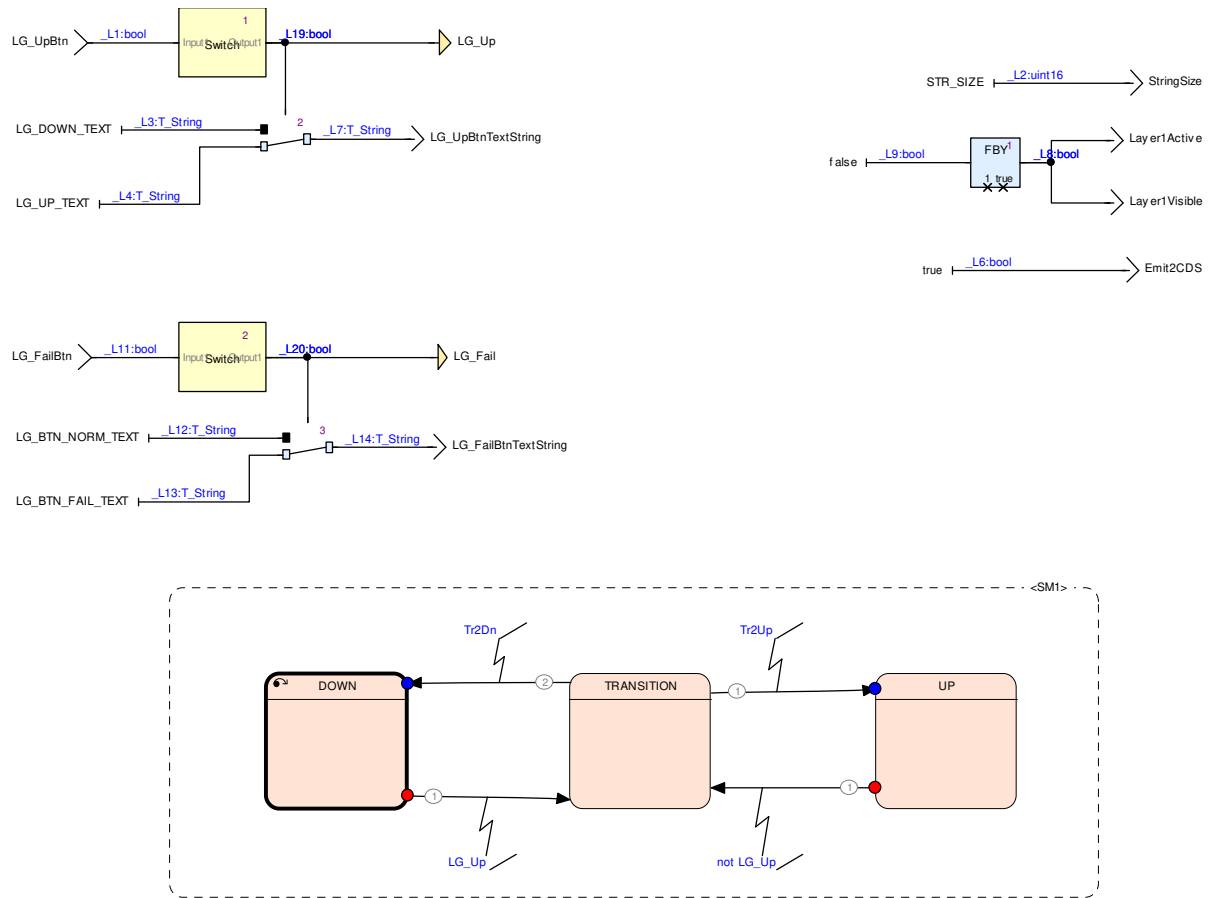 1
LG_UpBtn
_L1:bool
Input1
Switch
Output1
_L19:bool
LG_Up
LG_DOWN_TEXT
_L3:T_String
2
_L7:T_String
LG_UpBtnTextString
LG_UP_TEXT
_L4:T_String
STR_SIZE
_L2:uint16
StringSize
false
_L9:bool
FBY
1
1 true
_L8:bool
Layer1Active
Layer1Visible
true
_L6:bool
Emit2CDS
2
LG_FailBtn
_L11:bool
Input1
Switch
Output1
_L20:bool
LG_Fail
LG_BTN_NORM_TEXT
_L12:T_String
3
_L14:T_String
LG_FailBtnTextString
LG_BTN_FAIL_TEXT
_L13:T_String
<SM1>
Tr2Dn
Tr2Up
DOWN
2
TRANSITION
1
UP
1
1
LG_Up
not LG_Up